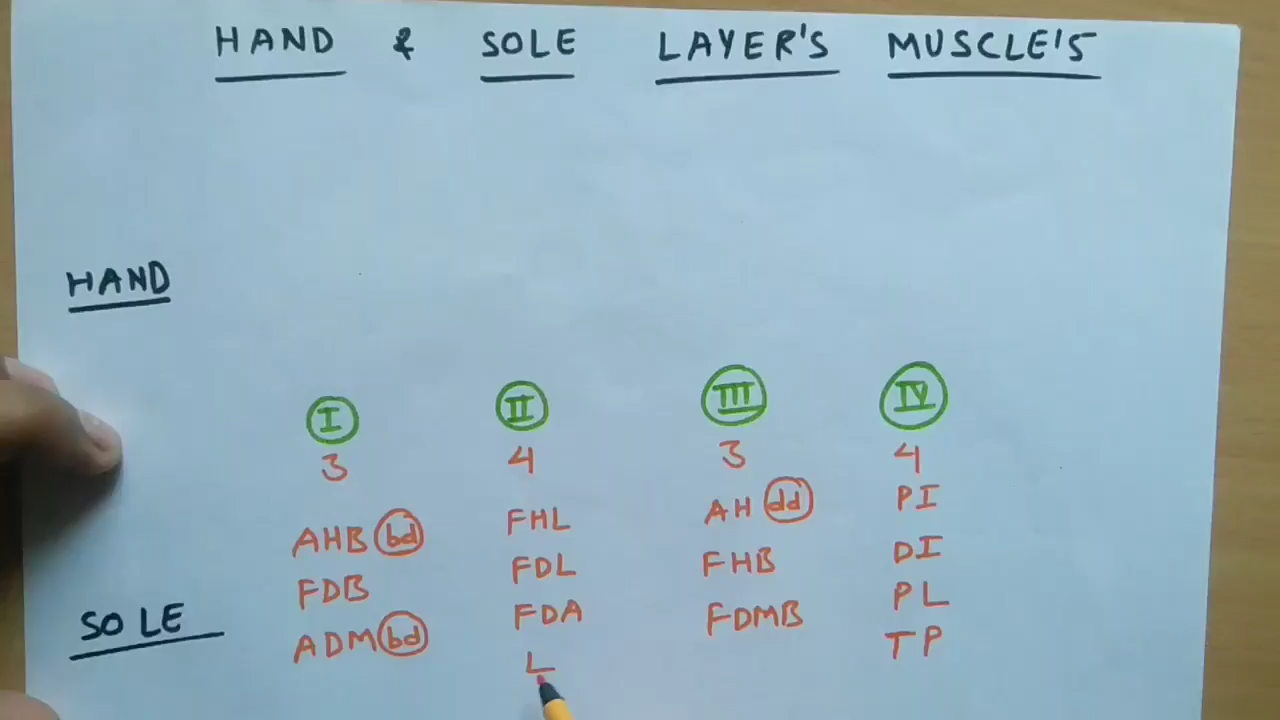 HAND & SOLE LAYER'S MUSCLE'S
HAND
I II III IV
3 4 3 4
AHB bd FHL AH dd PI
FDB FDL FHB DI
ADM bd FDA FDMB PL
L TP
SOLE